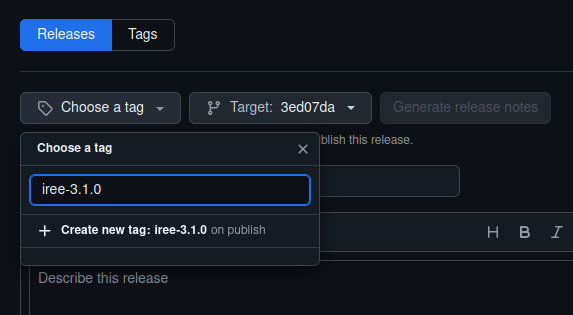 Releases Tags
Choose a tag Target: 3ed07da Generate release notes
Choose a tag
blish this release.
iree-3.1.0
Create new tag: iree-3.1.0 on publish
H B I
Describe this release